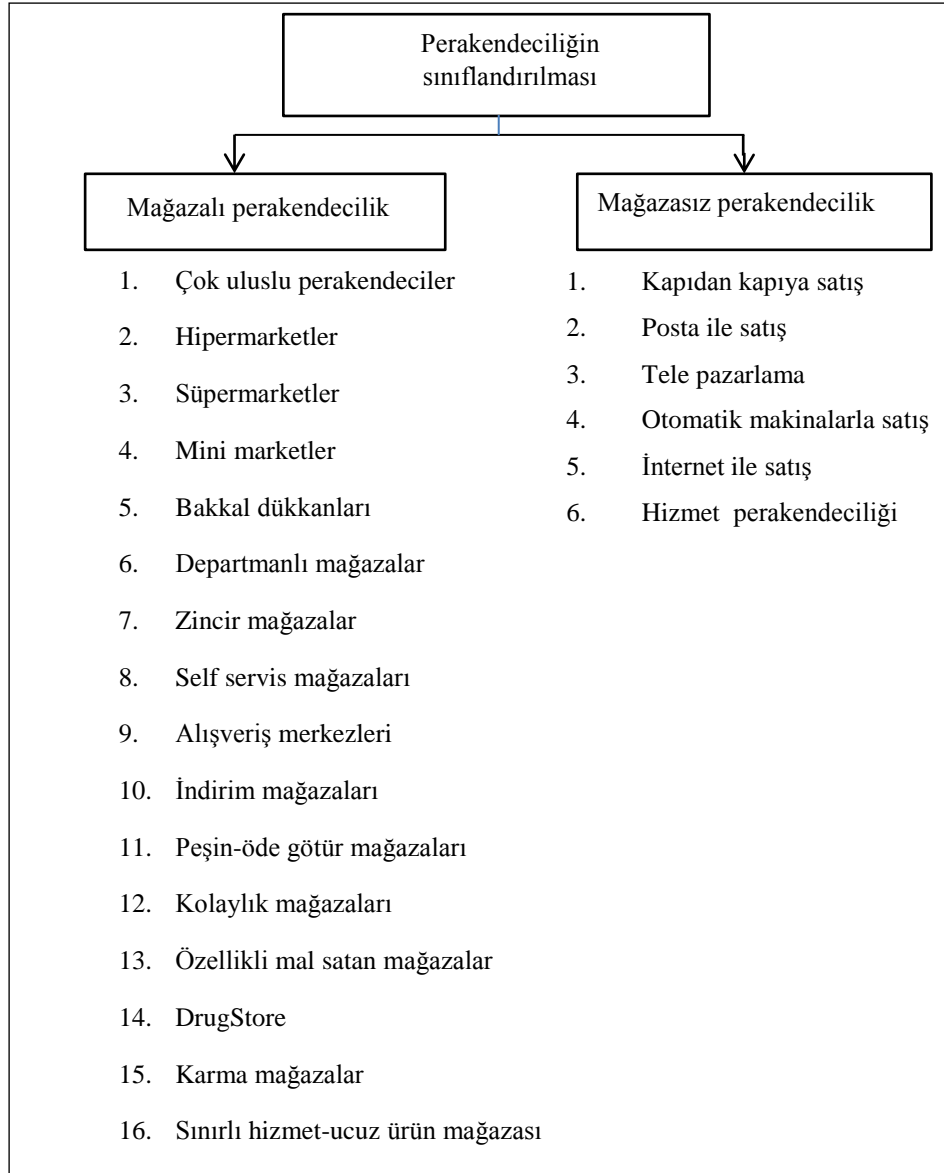 Perakendeciliğin
sınıflandırılması
Mağazalı perakendecilik
1. Çok uluslu perakendeciler
2. Hipermarketler
3. Süpermarketler
4. Mini marketler
5. Bakkal dükkanları
6. Departmanlı mağazalar
7. Zincir mağazalar
8. Self servis mağazaları
9. Alışveriş merkezleri
10. İndirim mağazaları
11. Peşin-öde götür mağazaları
12. Kolaylık mağazaları
13. Özellikli mal satan mağazalar
14. DrugStore
15. Karma mağazalar
16. Sınırlı hizmet-ucuz ürün mağazası
Mağazasız perakendecilik
1. Kapıdan kapıya satış
2. Posta ile satış
3. Tele pazarlama
4. Otomatik makinalarla satış
5. İnternet ile satış
6. Hizmet perakendeciliği